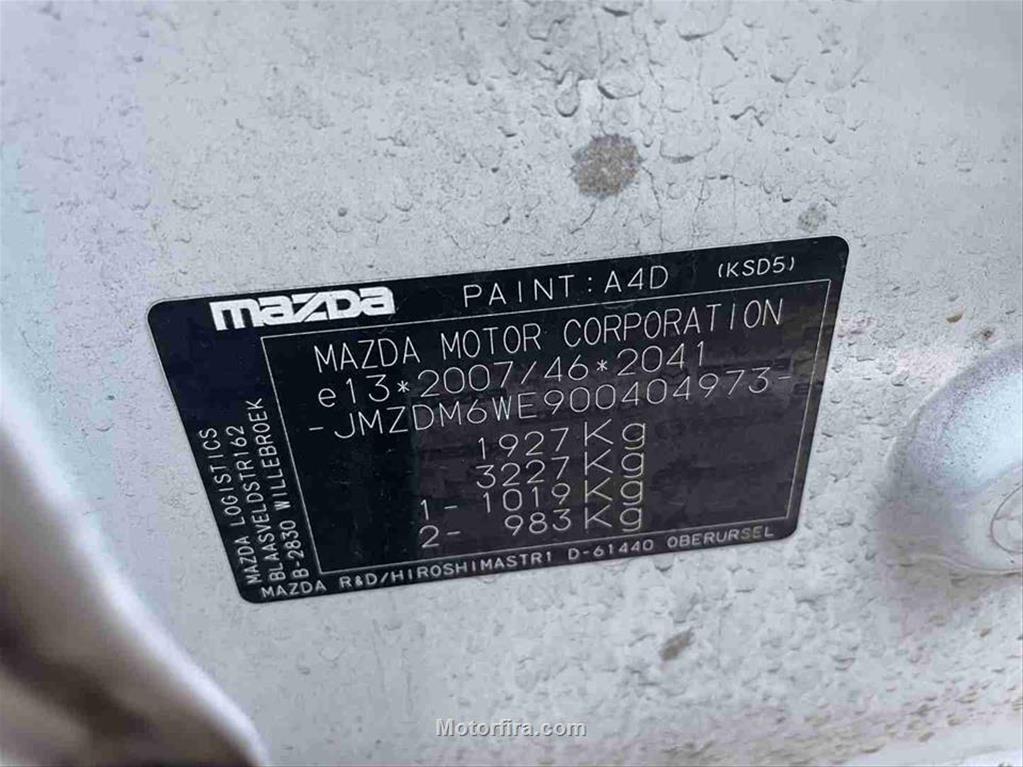 mazda PAINT:A4D (KSD5)
MAZDA MOTOR CORPORATION
e13*2007/46*2041
-JMZDM6WE900404973-
1927Kg
3227Kg
1- 1019Kg
2- 983Kg
MAZDA LOGISTICS
BLAASVELDSTR162
B-2830 WILLEBROEK
MAZDA R&D/HIROSHIMASTR1 D-61440 OBERURSEL
Motorfira.com